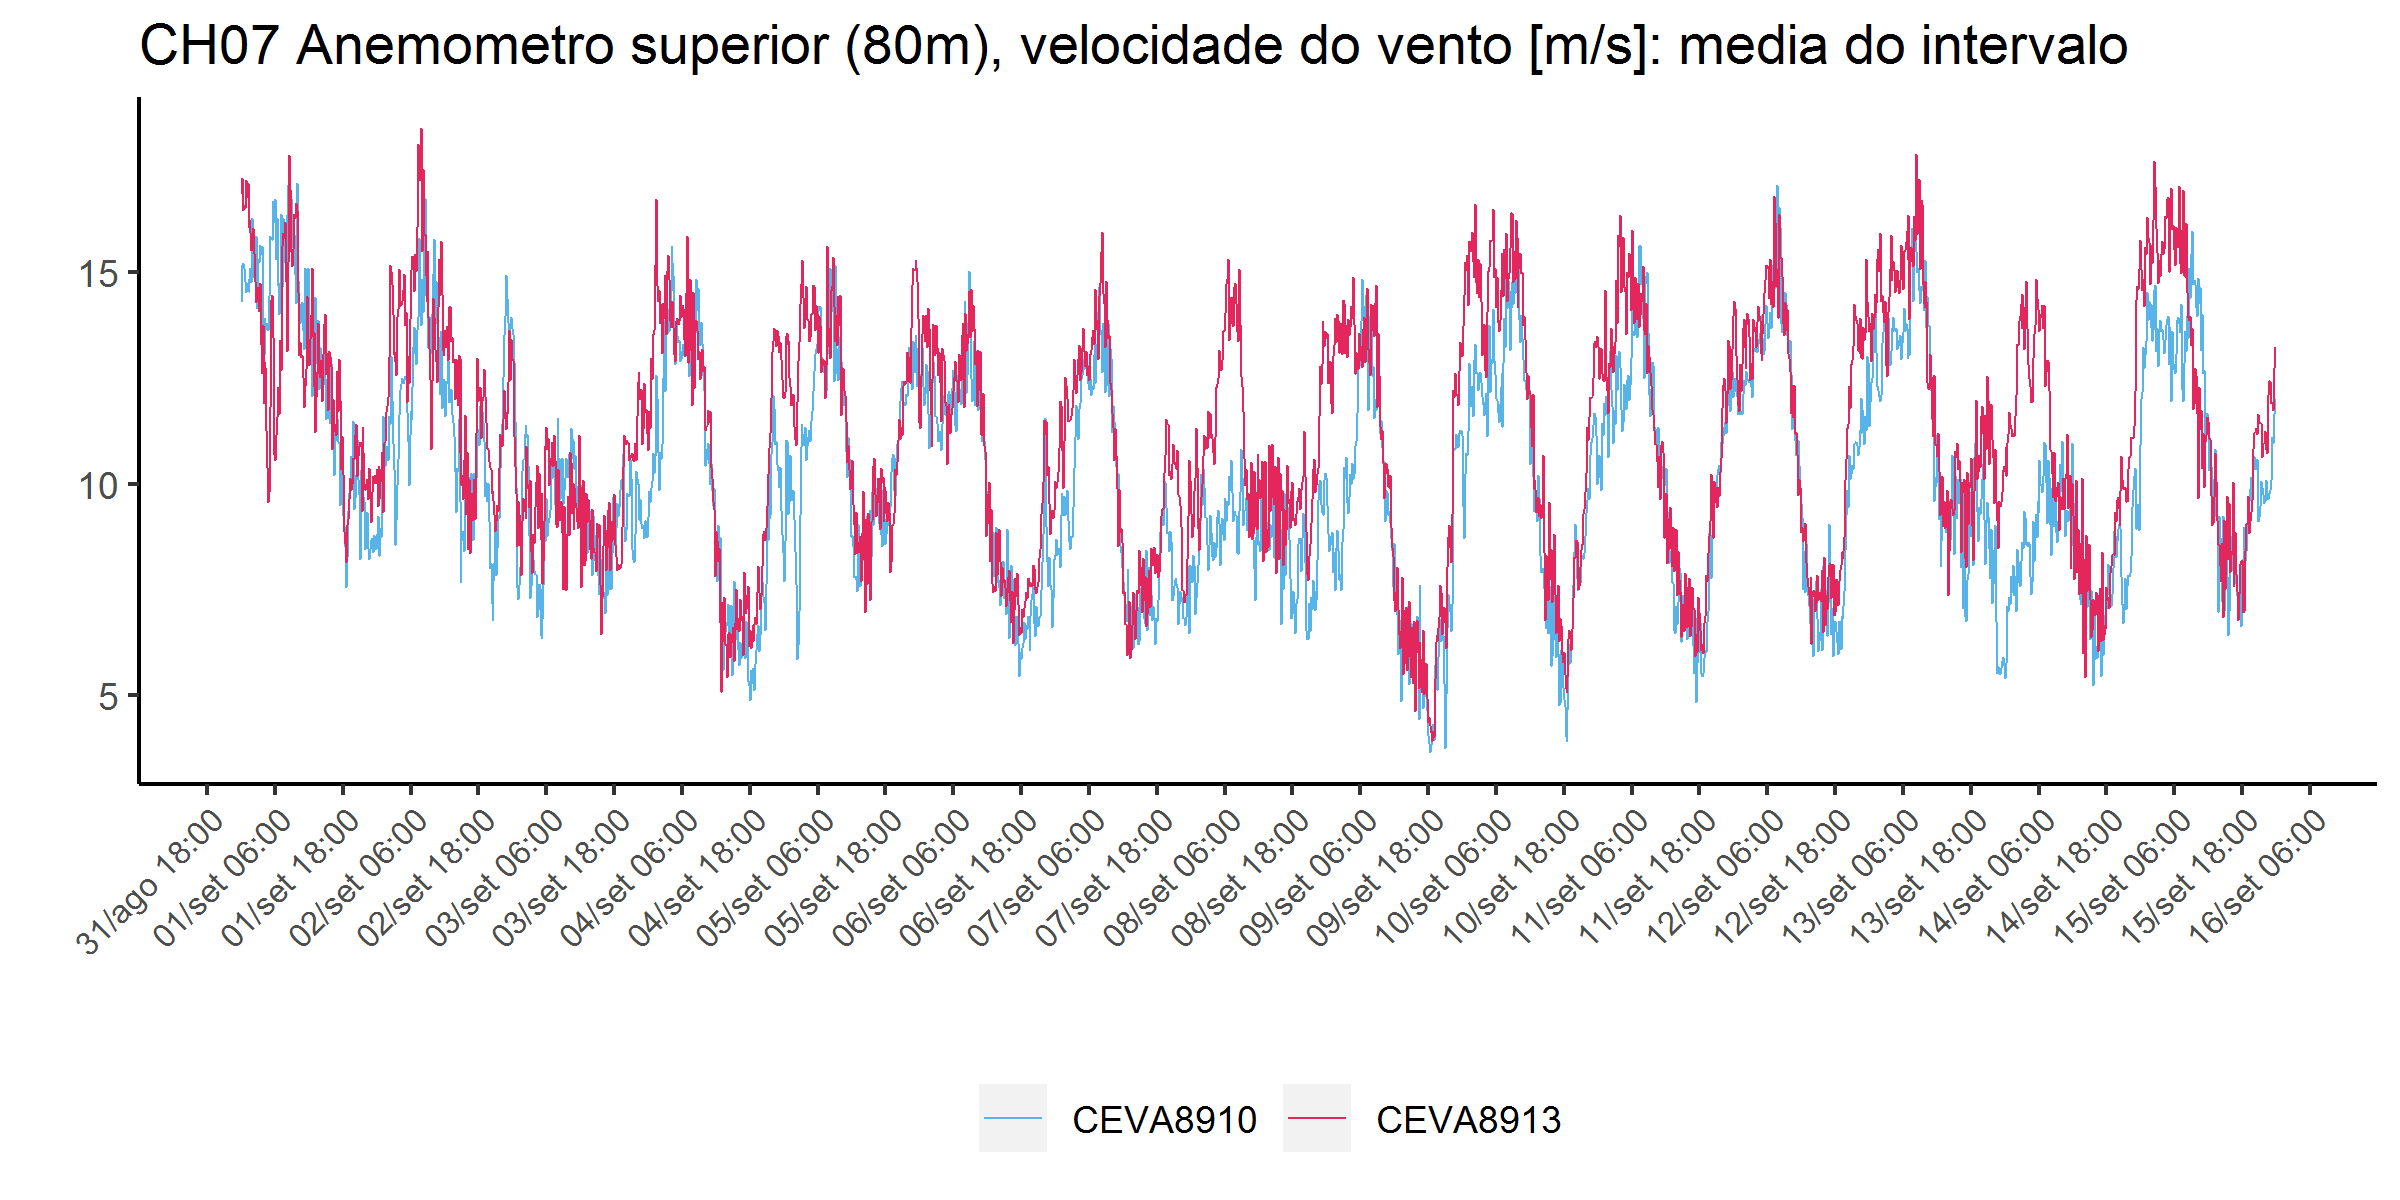 CH07 Anemometro superior (80m), velocidade do vento [m/s]: media do intervalo
15
10
5
31/ago 18:00
01/set 06:00
01/set 18:00
02/set 06:00
02/set 18:00
03/set 06:00
03/set 18:00
04/set 06:00
04/set 18:00
05/set 06:00
05/set 18:00
06/set 06:00
06/set 18:00
07/set 06:00
07/set 18:00
08/set 06:00
08/set 18:00
09/set 06:00
09/set 18:00
10/set 06:00
10/set 18:00
11/set 06:00
11/set 18:00
12/set 06:00
12/set 18:00
13/set 06:00
13/set 18:00
14/set 06:00
14/set 18:00
15/set 06:00
15/set 18:00
16/set 06:00
CEVA8910 CEVA8913